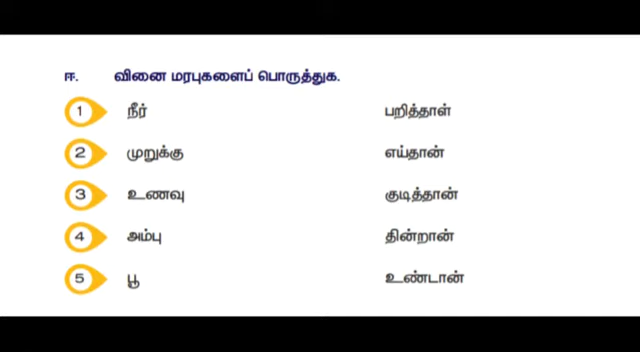 ஈ. வினை மரபுகளைப் பொருத்துக.
1 நீர் பறித்தாள்
2 முறுக்கு எய்தான்
3 உணவு குடித்தான்
4 அம்பு தின்றான்
5 பூ உண்டான்